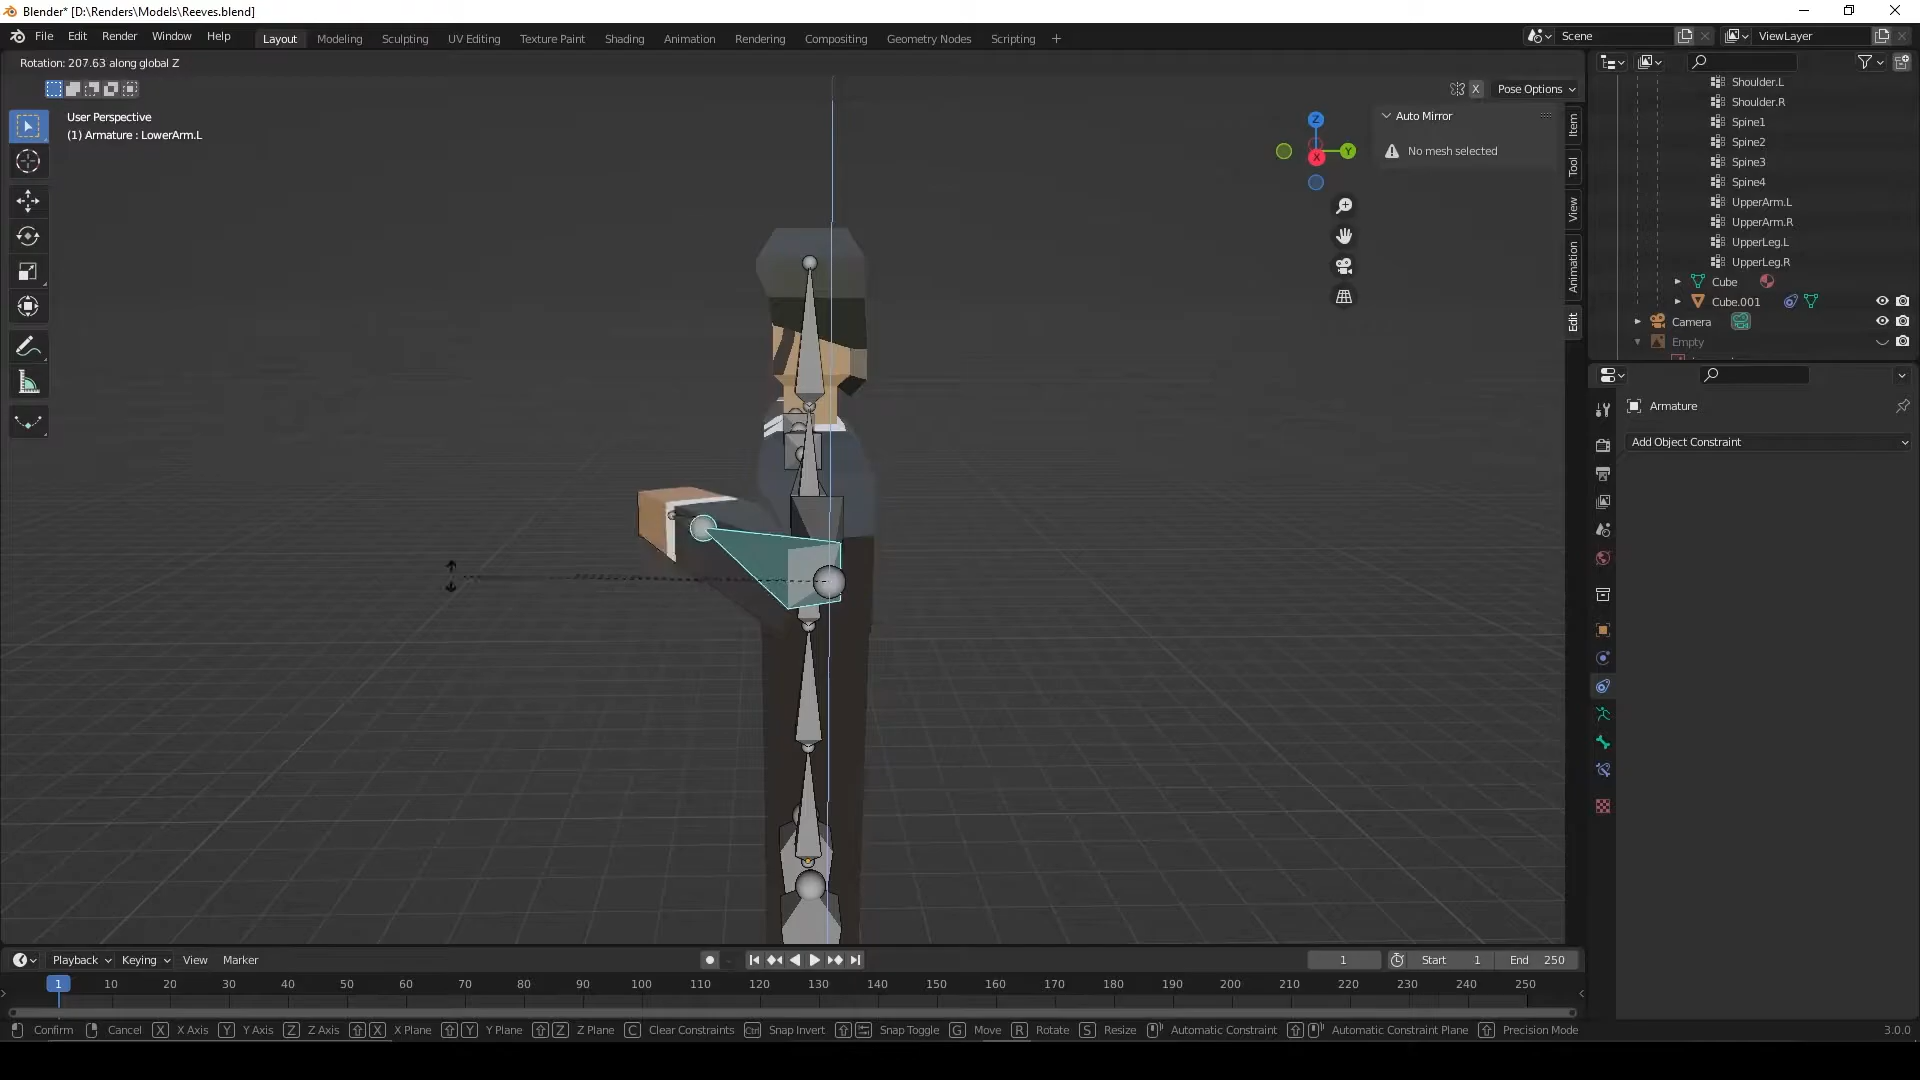 Blender* [D:\Renders\Models\Reeves.blend]
File Edit Render Window Help Layout Modeling Sculpting UV Editing Texture Paint Shading Animation Rendering Compositing Geometry Nodes Scripting + Scene ViewLayer
Rotation: 207.63 along global Z
X Pose Options
User Perspective
(1) Armature : LowerArm.L
Auto Mirror
No mesh selected
Z
Y
X
Item
Tool
View
Animation
Edit
Shoulder.L
Shoulder.R
Spine1
Spine2
Spine3
Spine4
UpperArm.L
UpperArm.R
UpperLeg.L
UpperLeg.R
Cube
Cube.001
Camera
Empty
Armature
Add Object Constraint
Playback Keying View Marker 1 Start 1 End 250
1 10 20 30 40 50 60 70 80 90 100 110 120 130 140 150 160 170 180 190 200 210 220 230 240 250
Confirm Cancel X X Axis Y Y Axis Z Z Axis X X Plane Y Y Plane Z Z Plane C Clear Constraints Ctrl Snap Invert Snap Toggle G Move R Rotate S Resize Automatic Constraint Automatic Constraint Plane Precision Mode 3.0.0